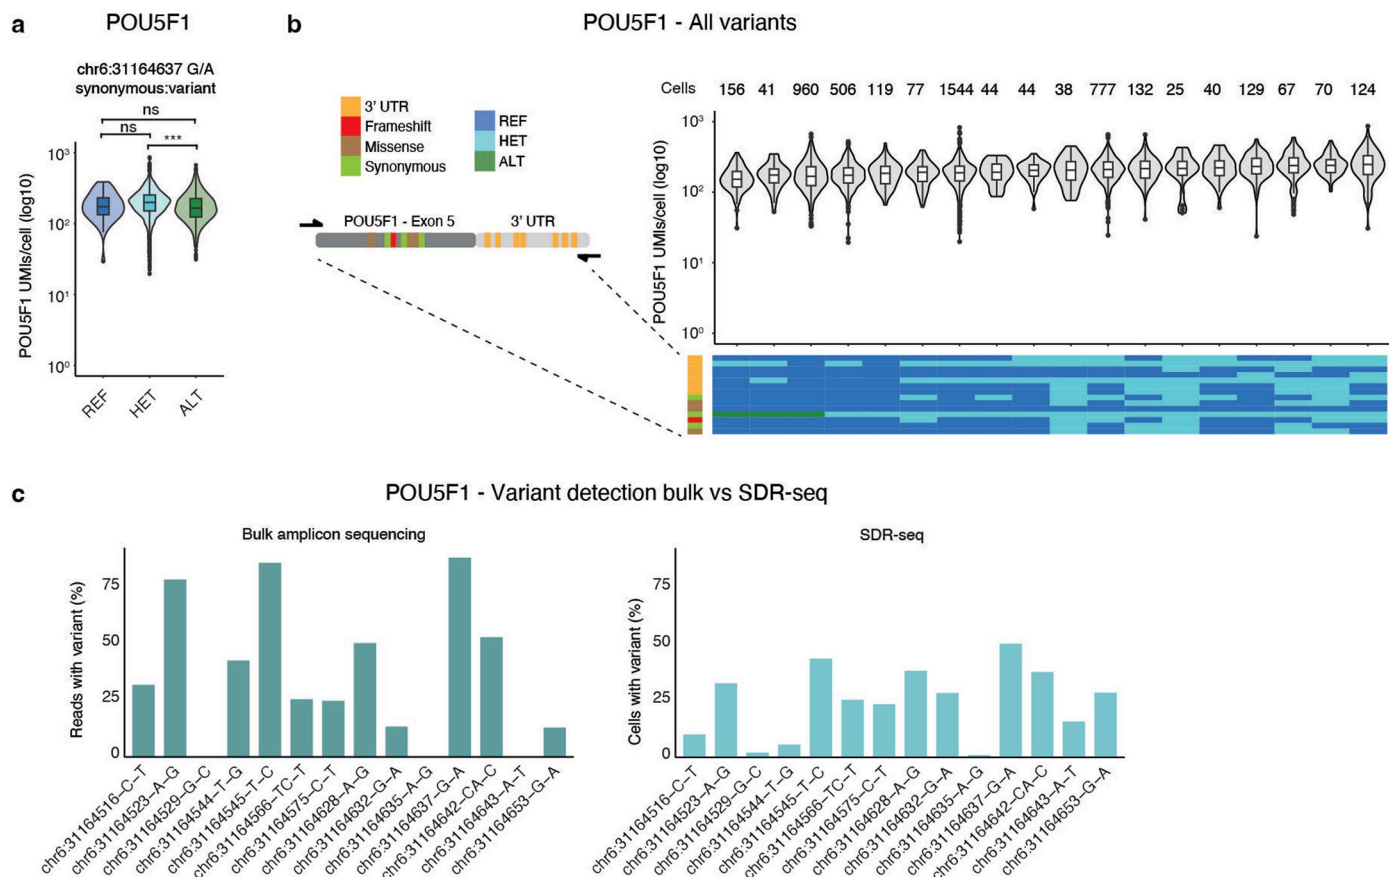 a
POU5F1
chr6:31164637 G/A
synonymous:variant
ns
ns
***
POU5F1 UMIs/cell (log10)
10³
10²
10¹
10⁰
REF
HET
ALT
b
POU5F1 - All variants
3' UTR
Frameshift
Missense
Synonymous
REF
HET
ALT
POU5F1 - Exon 5
3' UTR
Cells
156 41 960 506 119 77 1544 44 44 38 777 132 25 40 129 67 70 124
POU5F1 UMIs/cell (log10)
10³
10²
10¹
10⁰
c
POU5F1 - Variant detection bulk vs SDR-seq
Bulk amplicon sequencing
Reads with variant (%)
75
50
25
0
chr6:31164516–C–T
chr6:31164523–A–G
chr6:31164529–G–C
chr6:31164544–T–G
chr6:31164545–T–C
chr6:31164566–TC–T
chr6:31164575–C–T
chr6:31164628–A–G
chr6:31164632–G–A
chr6:31164635–A–G
chr6:31164637–G–A
chr6:31164642–CA–C
chr6:31164643–A–T
chr6:31164653–G–A
SDR-seq
Cells with variant (%)
75
50
25
0
chr6:31164516–C–T
chr6:31164523–A–G
chr6:31164529–G–C
chr6:31164544–T–G
chr6:31164545–T–C
chr6:31164566–TC–T
chr6:31164575–C–T
chr6:31164628–A–G
chr6:31164632–G–A
chr6:31164635–A–G
chr6:31164637–G–A
chr6:31164642–CA–C
chr6:31164643–A–T
chr6:31164653–G–A